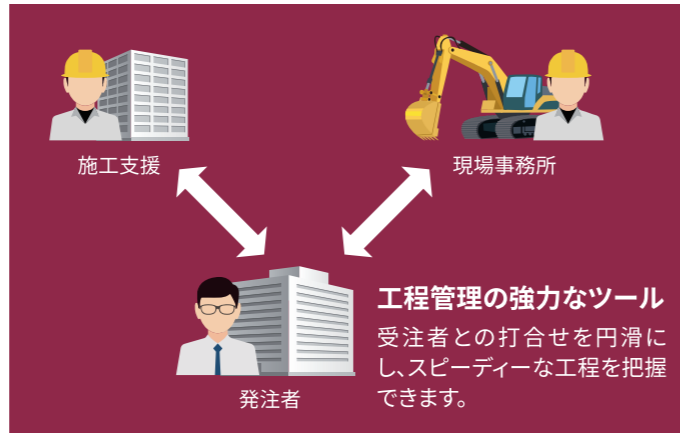 施工支援
現場事務所
発注者
工程管理の強力なツール
受注者との打合せを円滑に
し、スピーディーな工程を把握
できます。